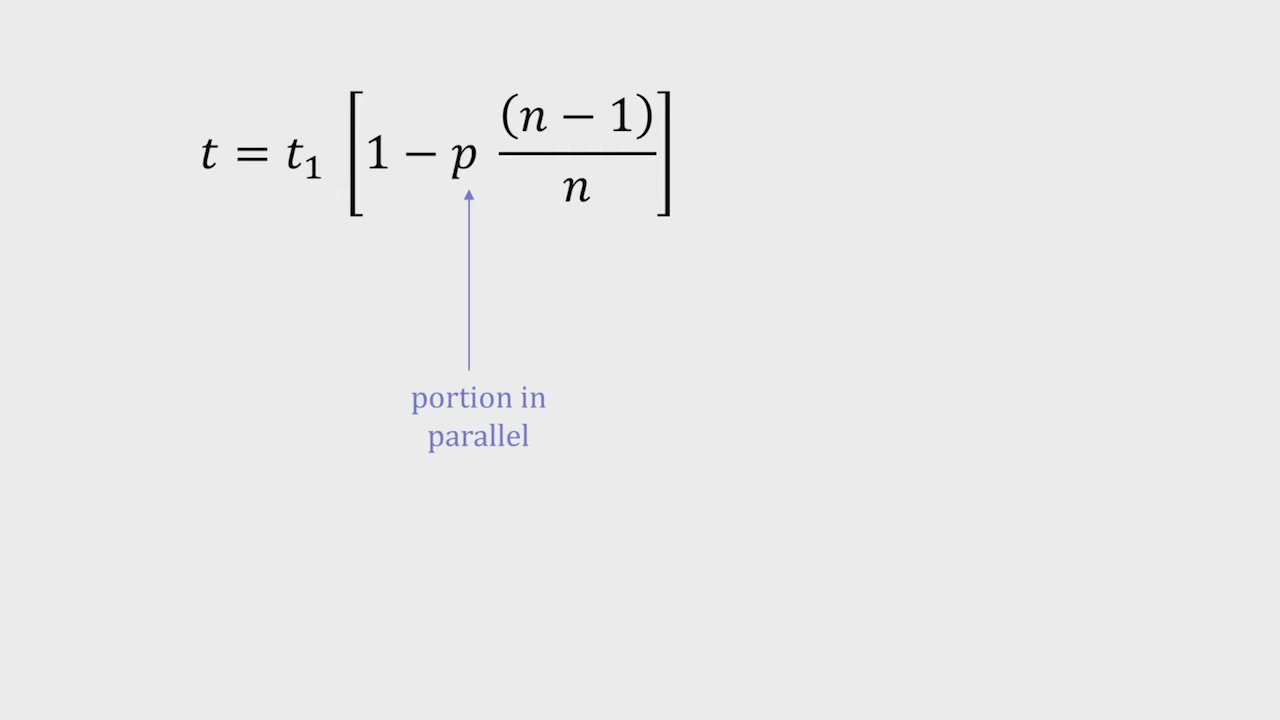 t = t₁ [1 − p (n − 1)/n]
portion in
parallel